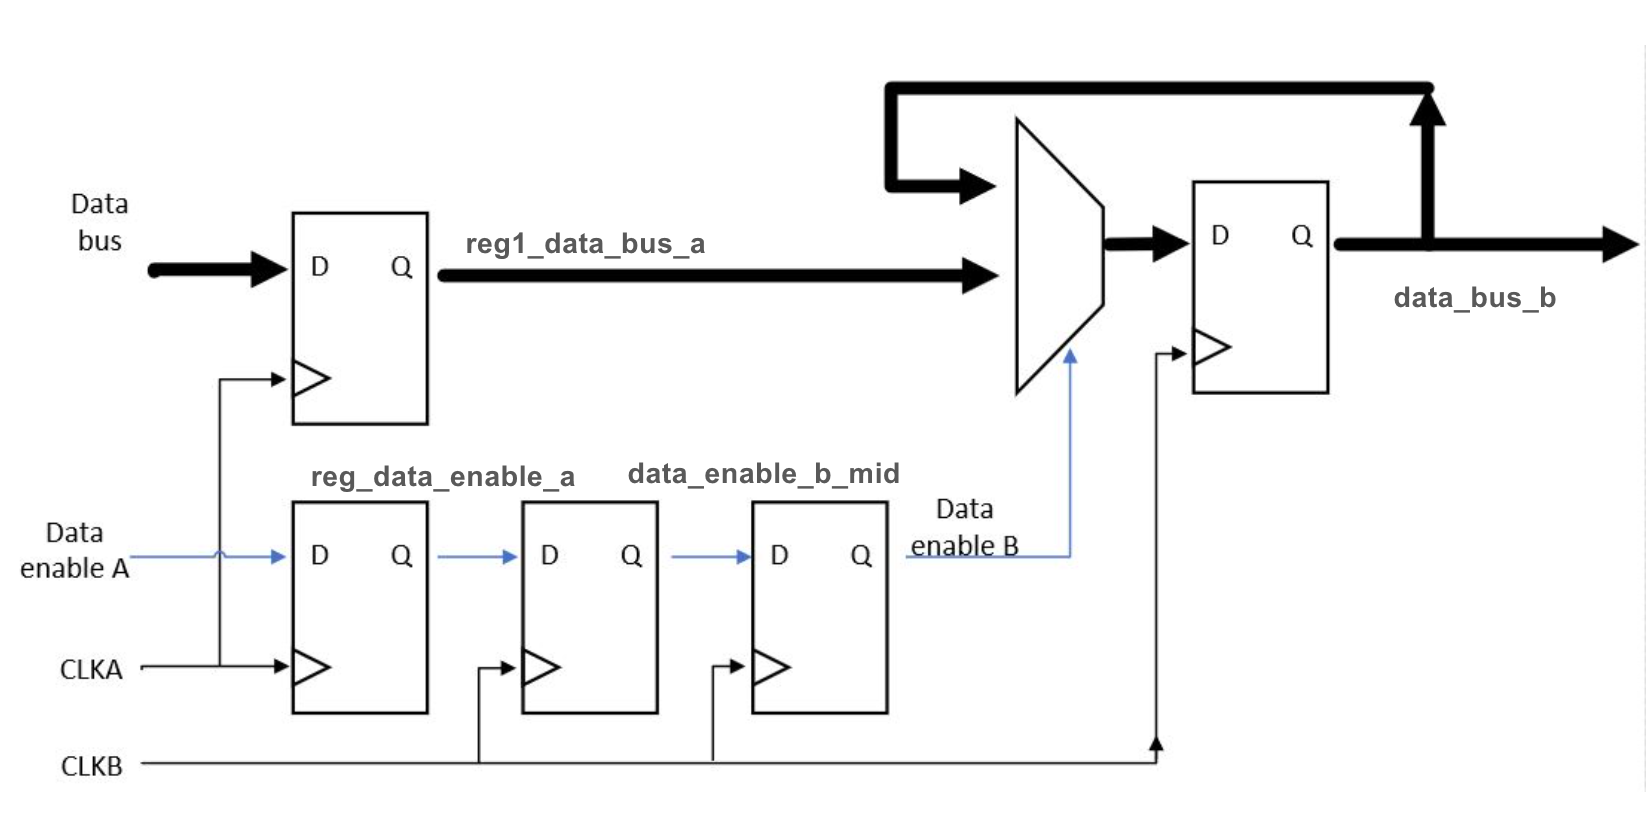 Data
bus
D Q
reg1_data_bus_a
D Q
data_bus_b
reg_data_enable_a
data_enable_b_mid
Data
enable A
D Q
D Q
D Q
Data
enable B
CLKA
CLKB